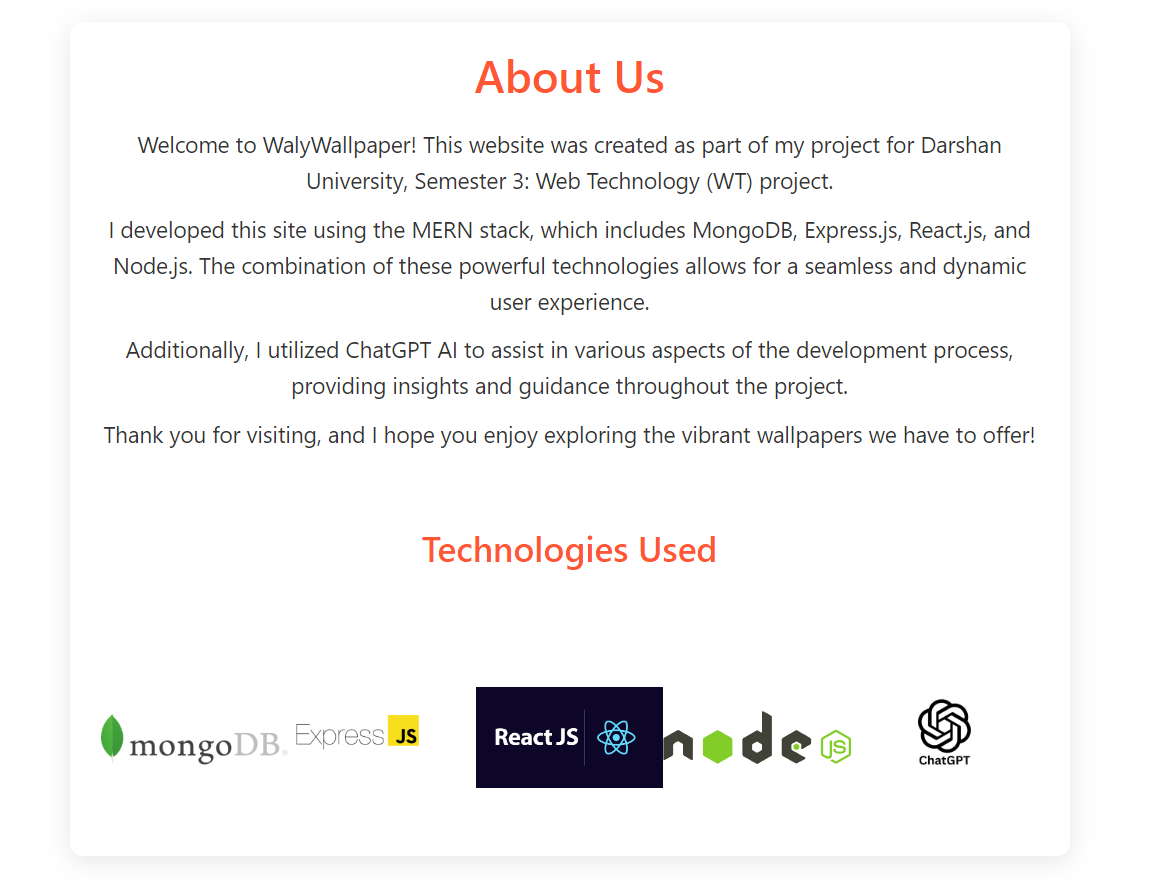 About Us
Welcome to WalyWallpaper! This website was created as part of my project for Darshan
University, Semester 3: Web Technology (WT) project.
I developed this site using the MERN stack, which includes MongoDB, Express.js, React.js, and
Node.js. The combination of these powerful technologies allows for a seamless and dynamic
user experience.
Additionally, I utilized ChatGPT AI to assist in various aspects of the development process,
providing insights and guidance throughout the project.
Thank you for visiting, and I hope you enjoy exploring the vibrant wallpapers we have to offer!
Technologies Used
mongoDB. Express JS React JS node JS ChatGPT